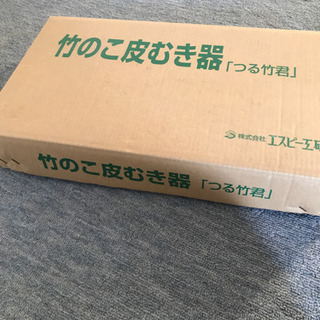 竹のこ皮むき器「つる竹君」
株式会社 エスピー工研
竹のこ皮むき器 「つる竹君」